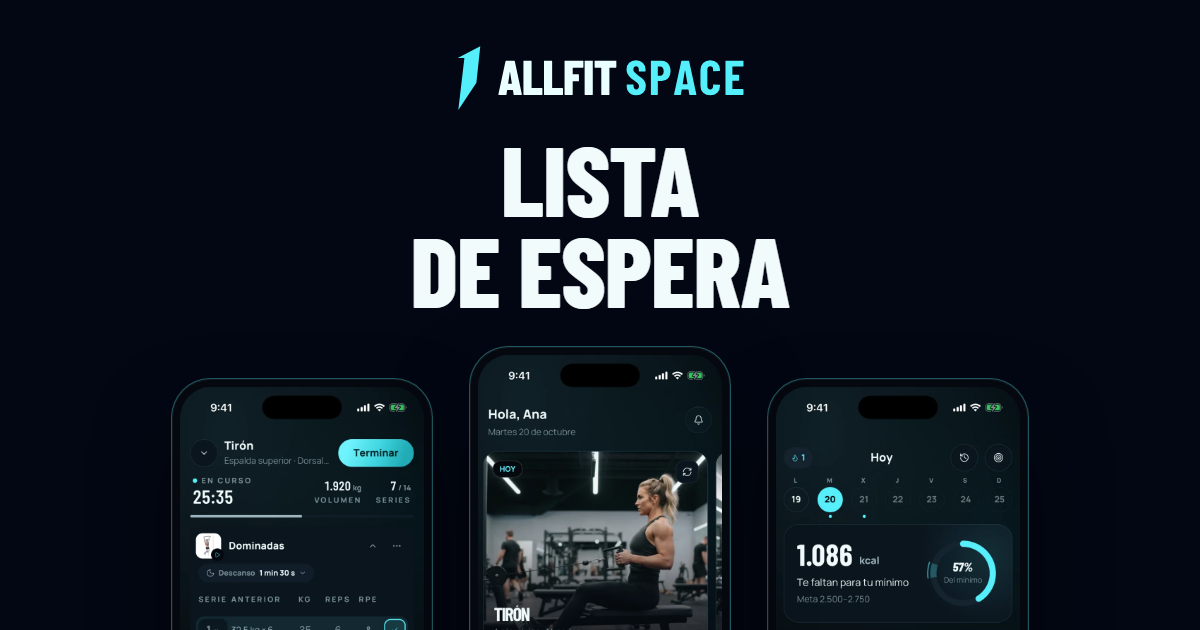 ALLFIT SPACE
LISTA
DE ESPERA
9:41
Tirón
Espalda superior · Dorsal...
Terminar
EN CURSO
25:35
1.920 kg
VOLUMEN
7 / 14
SERIES
Dominadas
Descanso 1 min 30 s
SERIE ANTERIOR KG REPS RPE
9:41
Hola, Ana
Martes 20 de octubre
HOY
TIRÓN
9:41
1
Hoy
L M X J V S D
19 20 21 22 23 24 25
1.086 kcal
Te faltan para tu mínimo
Meta 2.500–2.750
57%
Del mínimo